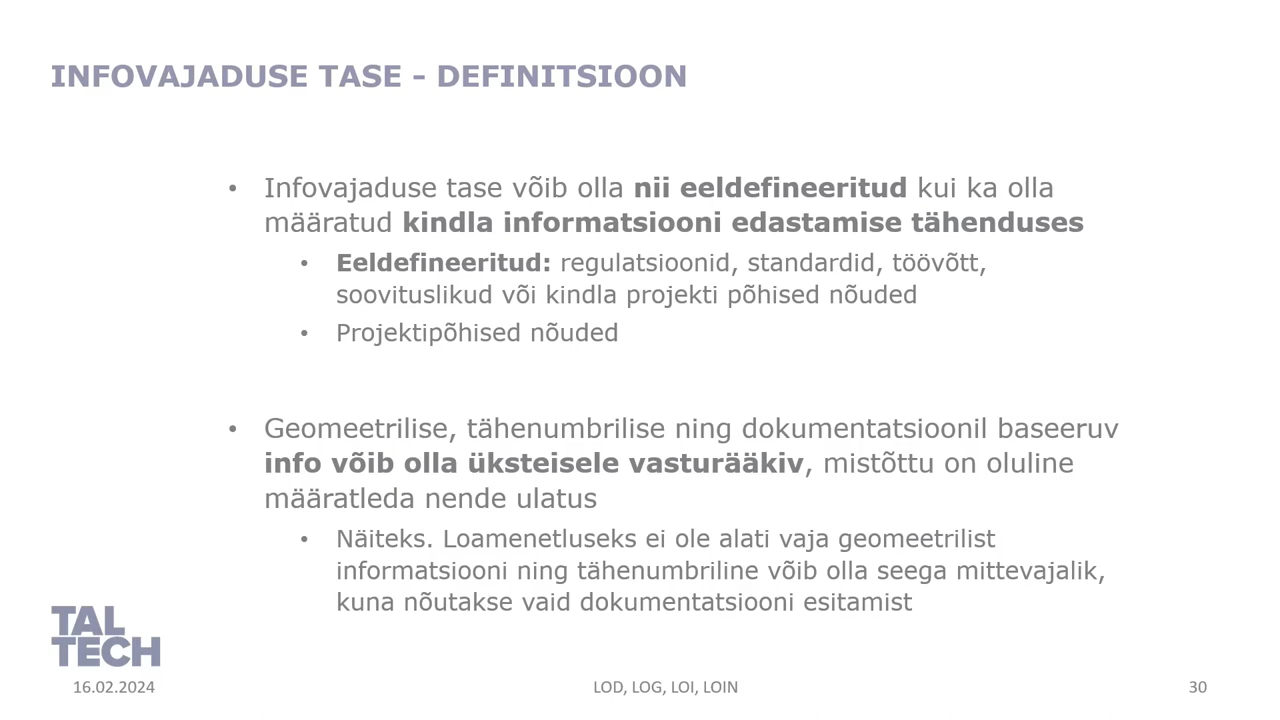 INFOVAJADUSE TASE - DEFINITSIOON
• Infovajaduse tase võib olla nii eeldefineeritud kui ka olla
määratud kindla informatsiooni edastamise tähenduses
• Eeldefineeritud: regulatsioonid, standardid, töövõtt,
soovituslikud või kindla projekti põhised nõuded
• Projektipõhised nõuded
• Geomeetrilise, tähenumbrilise ning dokumentatsioonil baseeruv
info võib olla üksteisele vasturääkiv, mistõttu on oluline
määratleda nende ulatus
• Näiteks. Loamenetluseks ei ole alati vaja geomeetrilist
informatsiooni ning tähenumbriline võib olla seega mittevajalik,
kuna nõutakse vaid dokumentatsiooni esitamist
TAL
TECH
16.02.2024
LOD, LOG, LOI, LOIN
30